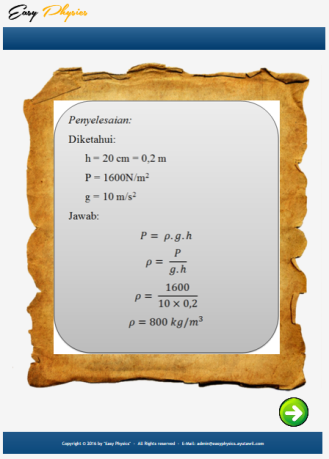 Easy Physics
Penyelesaian:
Diketahui:
h = 20 cm = 0,2 m
P = 1600N/m²
g = 10 m/s²
Jawab:
P = ρ.g.h
ρ = P / g.h
ρ = 1600 / 10 × 0,2
ρ = 800 kg/m³
Copyright © 2016 by "Easy Physics" - All Rights reserved - E-Mail: admin@easyphysics.ayotawil.com